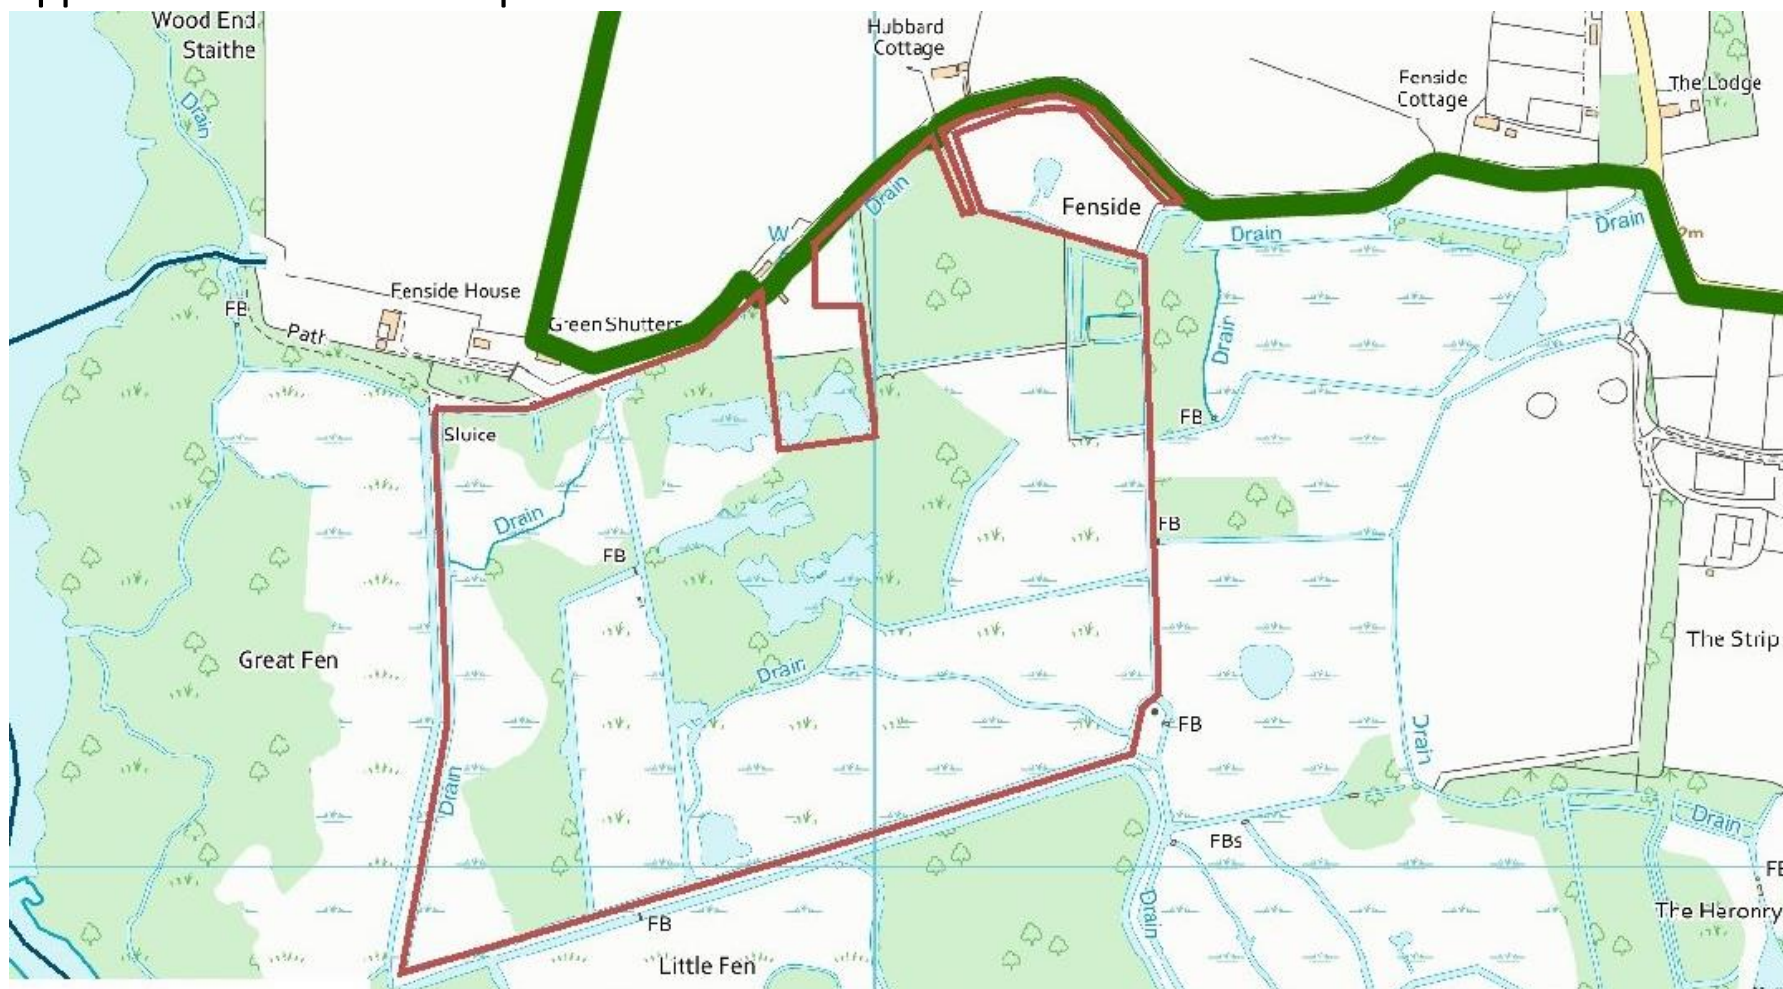 Wood End
Staithe
Drain
Hubbard
Cottage
Fenside
Cottage
The Lodge
Drain
W
Fenside
Drain
Drain
9m
FB
Fenside House
Path
Green Shutters
Drain
Sluice
FB
Drain
FB
FB
Great Fen
Drain
The Strip
FB
Drain
Drain
FBs
Drain
FB
Drain
FB
The Heronry
Little Fen